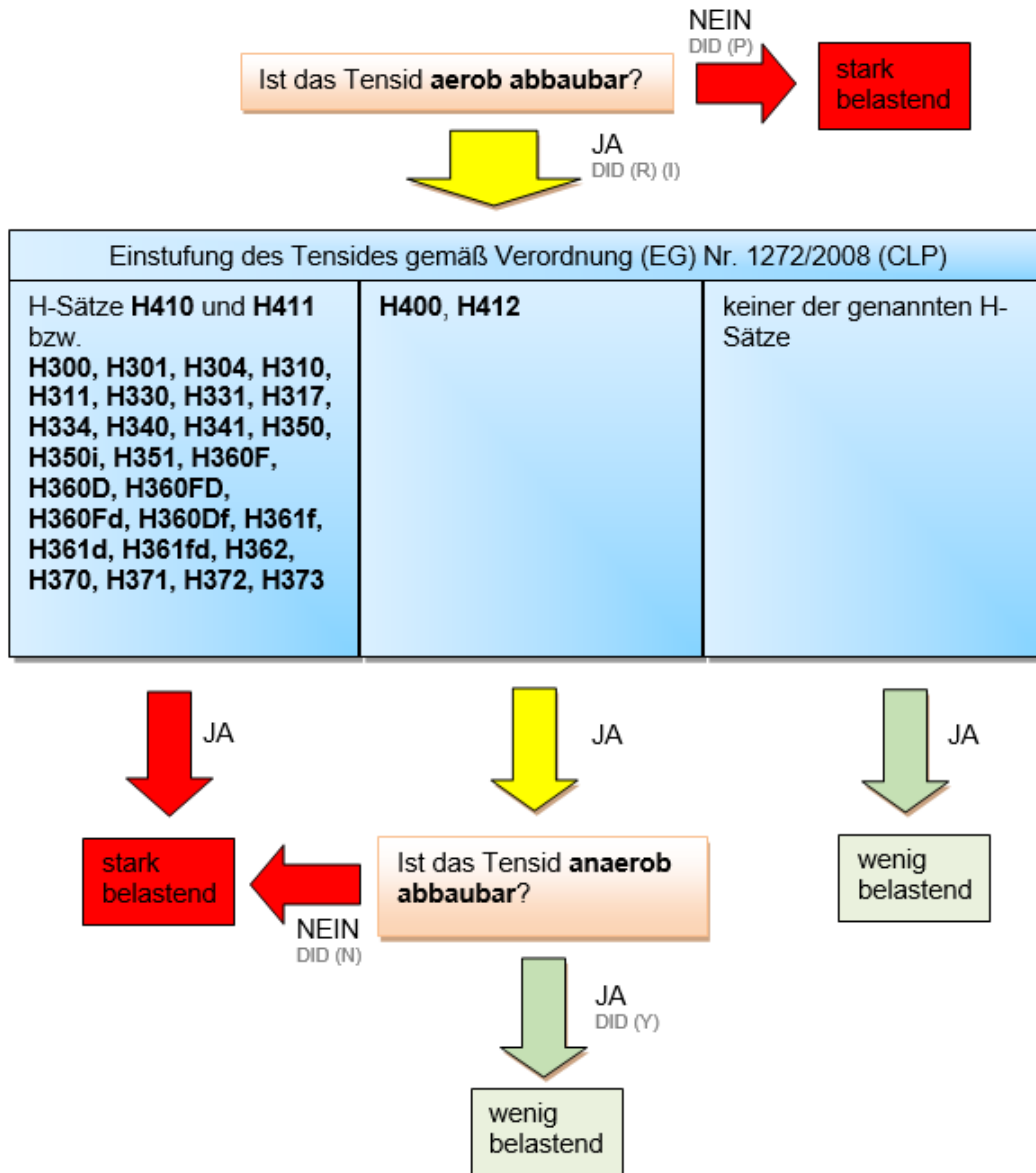 NEIN
DID (P)
Ist das Tensid aerob abbaubar?
stark
belastend
JA
DID (R) (I)
Einstufung des Tensides gemäß Verordnung (EG) Nr. 1272/2008 (CLP)
H-Sätze H410 und H411
bzw.
H300, H301, H304, H310,
H311, H330, H331, H317,
H334, H340, H341, H350,
H350i, H351, H360F,
H360D, H360FD,
H360Fd, H360Df, H361f,
H361d, H361fd, H362,
H370, H371, H372, H373
H400, H412
keiner der genannten H-
Sätze
JA
JA
JA
stark
belastend
NEIN
DID (N)
Ist das Tensid anaerob
abbaubar?
wenig
belastend
JA
DID (Y)
wenig
belastend